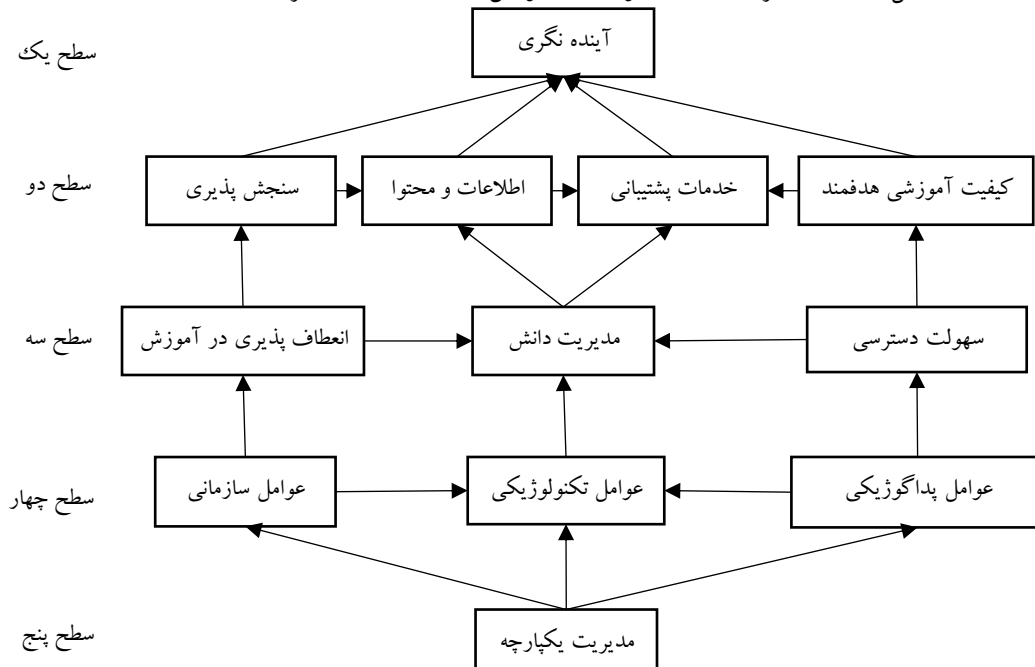 آینده نگری
سطح یک
کیفیت آموزشی هدفمند
خدمات پشتیبانی
اطلاعات و محتوا
سنجش پذیری
سطح دو
سهولت دسترسی
مدیریت دانش
انعطاف پذیری در آموزش
سطح سه
عوامل پداگوژیکی
عوامل تکنولوژیکی
عوامل سازمانی
سطح چهار
مدیریت یکپارچه
سطح پنج